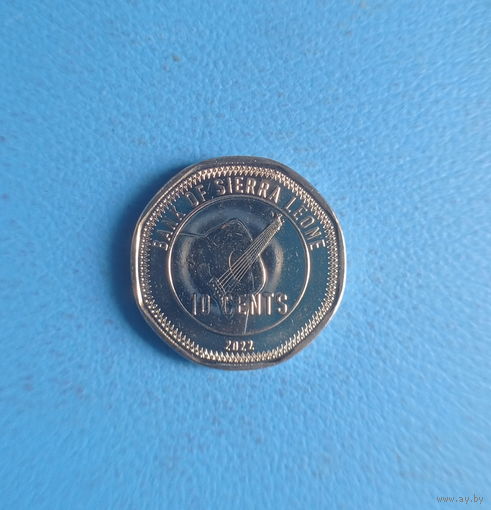 BANK OF SIERRA LEONE
10 CENTS
2022
www.ay.by